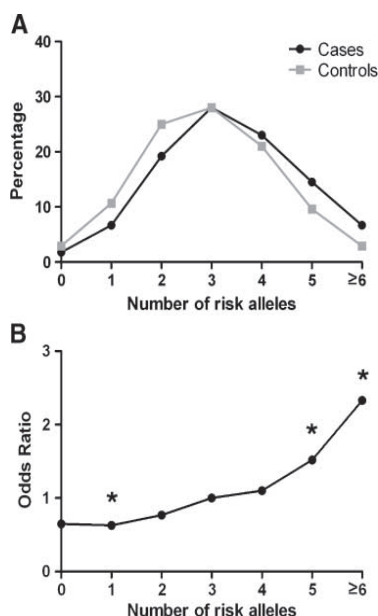 A
40
30
20
10
0
Percentage
Cases
Controls
0 1 2 3 4 5 ≥6
Number of risk alleles
B
3
2
1
0
Odds Ratio
*
*
*
0 1 2 3 4 5 ≥6
Number of risk alleles